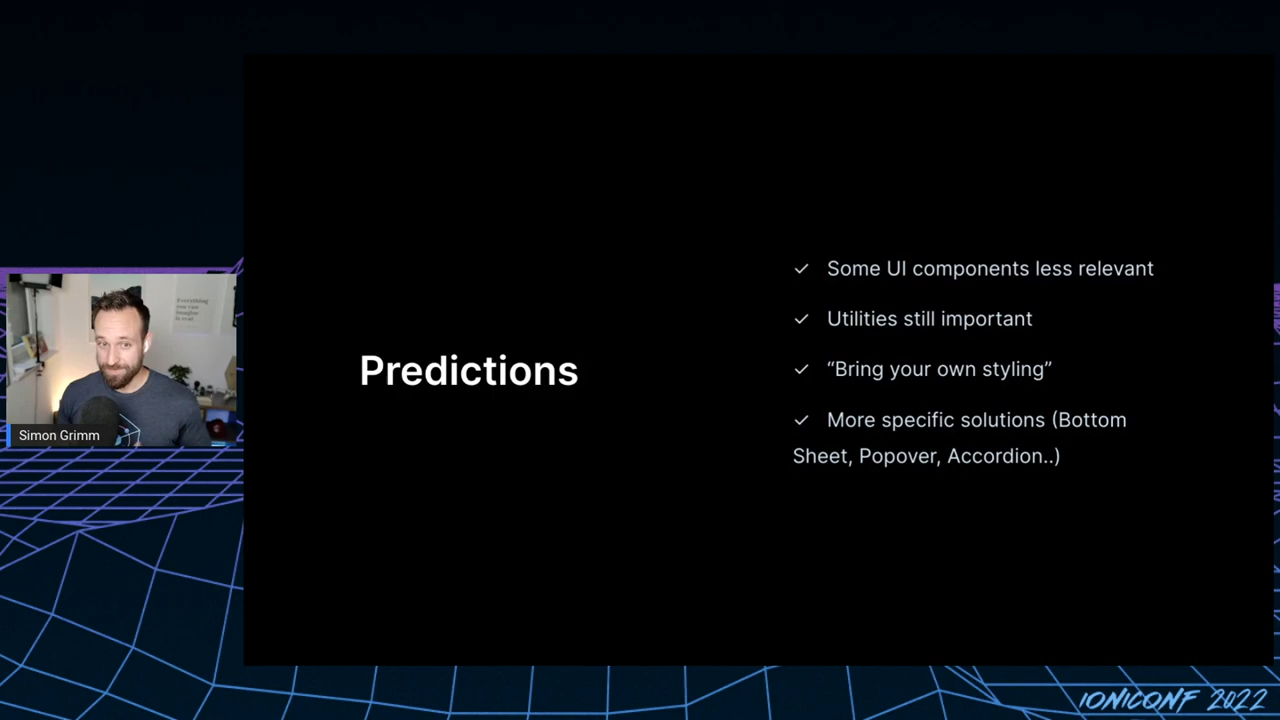 Predictions
Some UI components less relevant
Utilities still important
“Bring your own styling”
More specific solutions (Bottom
Sheet, Popover, Accordion..)
Simon Grimm
IONICONF 2022